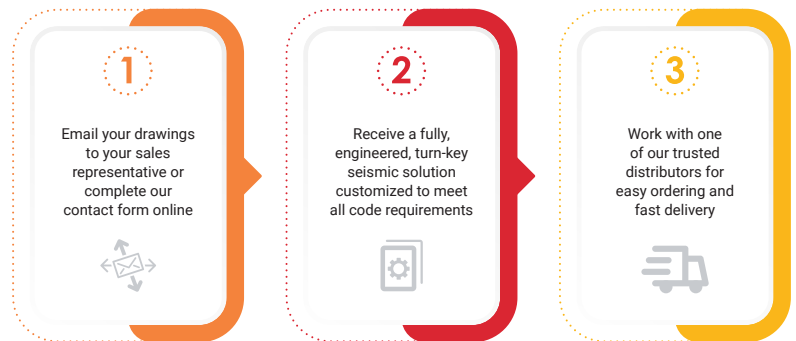 1
Email your drawings
to your sales
representative or
complete our
contact form online
2
Receive a fully,
engineered, turn-key
seismic solution
customized to meet
all code requirements
3
Work with one
of our trusted
distributors for
easy ordering and
fast delivery